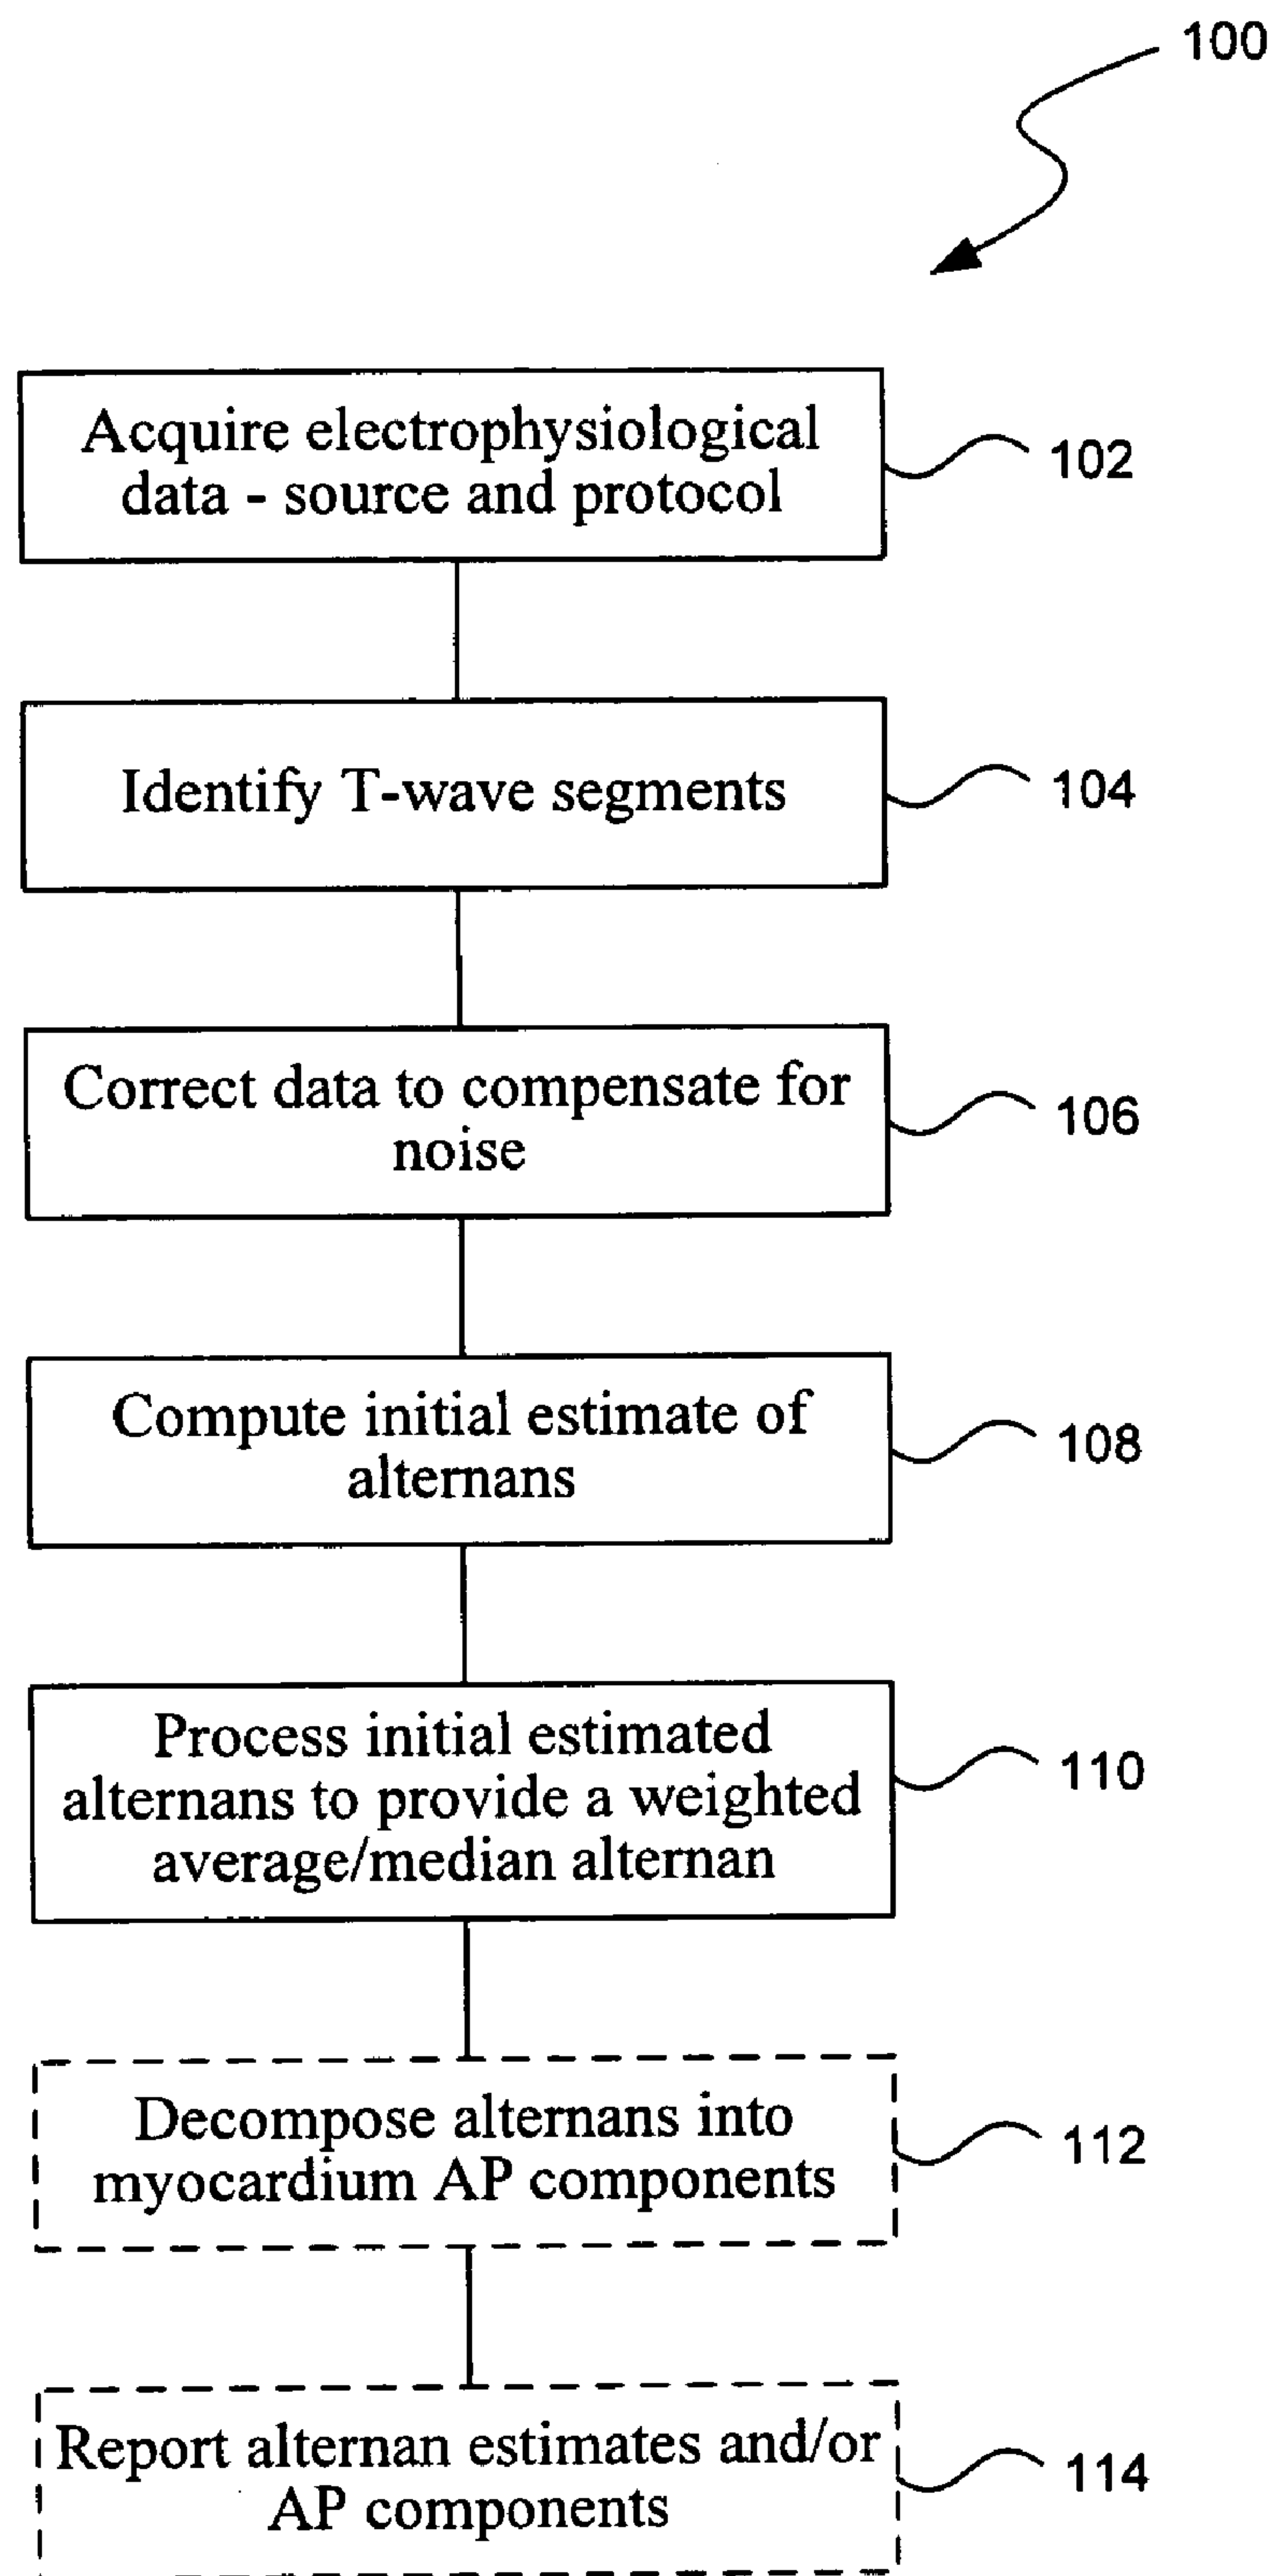 100
Acquire electrophysiological
data - source and protocol
102
Identify T-wave segments
104
Correct data to compensate for
noise
106
Compute initial estimate of
alternans
108
Process initial estimated
alternans to provide a weighted
average/median alternan
110
Decompose alternans into
myocardium AP components
112
Report alternan estimates and/or
AP components
114